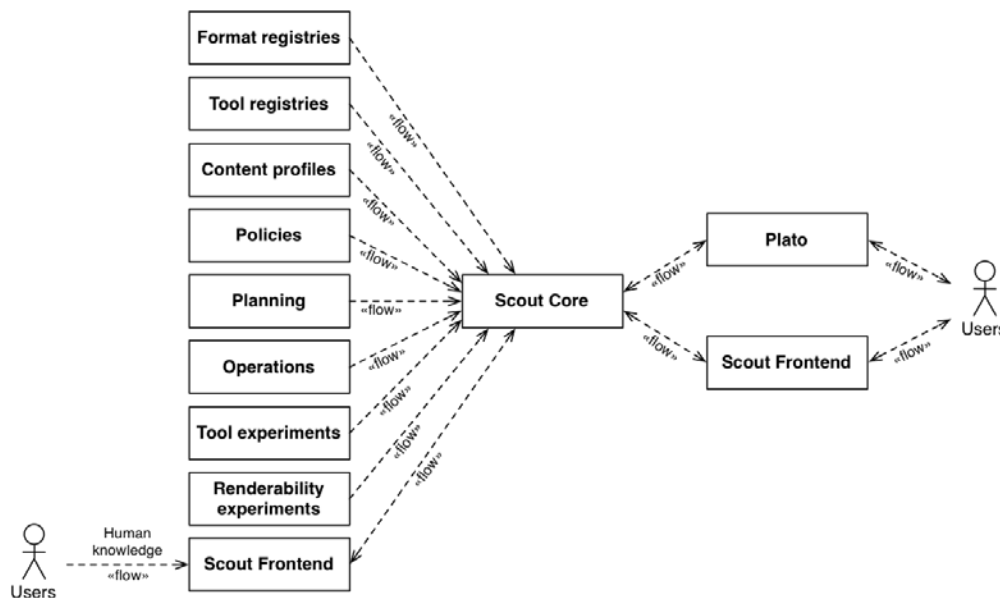 Format registries
«flow»
Tool registries
«flow»
Content profiles
«flow»
Policies
«flow»
Planning
«flow»
Operations
«flow»
Tool experiments
«flow»
Renderability
experiments
«flow»
Scout Frontend
«flow»
Human
knowledge
«flow»
Users
Scout Core
«flow»
Plato
«flow»
«flow»
Scout Frontend
«flow»
Users